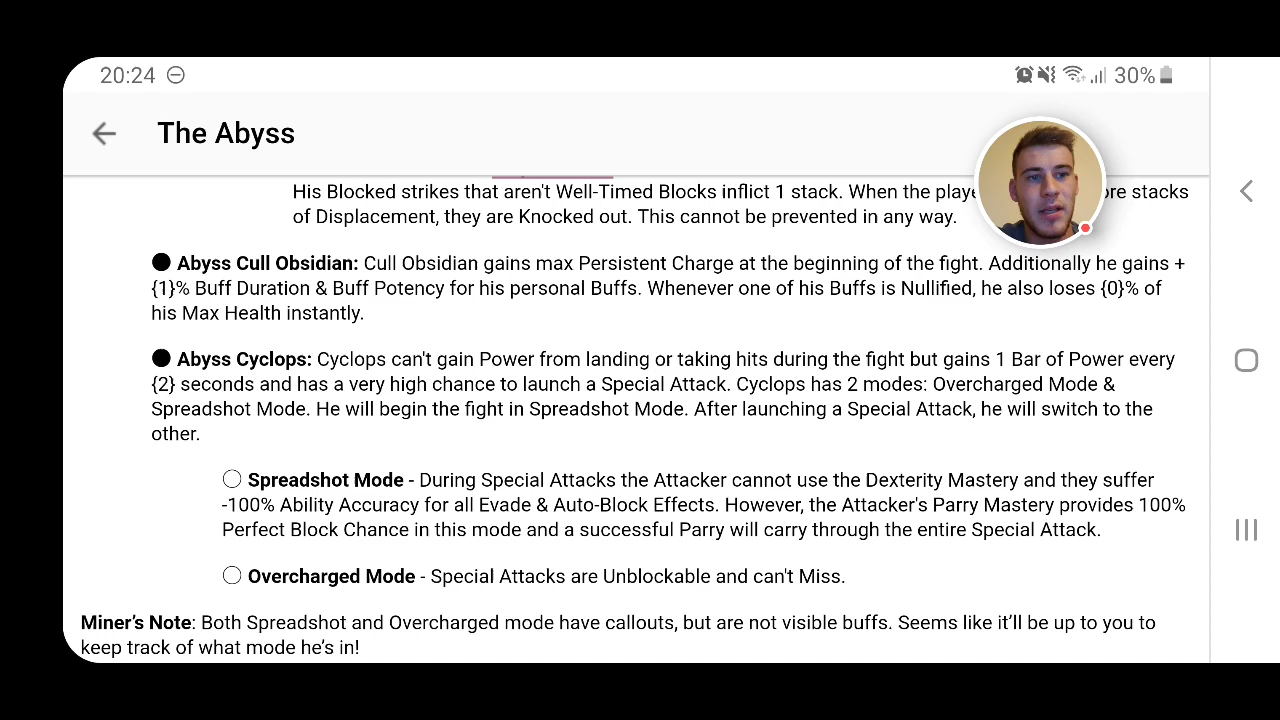 20:24 30%
The Abyss
His Blocked strikes that aren't Well-Timed Blocks inflict 1 stack. When the stacks
of Displacement, they are Knocked out. This cannot be prevented in any way.
Abyss Cull Obsidian: Cull Obsidian gains max Persistent Charge at the beginning of the fight. Additionally he gains +
{1}% Buff Duration & Buff Potency for his personal Buffs. Whenever one of his Buffs is Nullified, he also loses {0}% of
his Max Health instantly.
Abyss Cyclops: Cyclops can't gain Power from landing or taking hits during the fight but gains 1 Bar of Power every
{2} seconds and has a very high chance to launch a Special Attack. Cyclops has 2 modes: Overcharged Mode &
Spreadshot Mode. He will begin the fight in Spreadshot Mode. After launching a Special Attack, he will switch to the
other.
Spreadshot Mode - During Special Attacks the Attacker cannot use the Dexterity Mastery and they suffer
-100% Ability Accuracy for all Evade & Auto-Block Effects. However, the Attacker's Parry Mastery provides 100%
Perfect Block Chance in this mode and a successful Parry will carry through the entire Special Attack.
Overcharged Mode - Special Attacks are Unblockable and can't Miss.
Miner's Note: Both Spreadshot and Overcharged mode have callouts, but are not visible buffs. Seems like it'll be up to you to
keep track of what mode he's in!